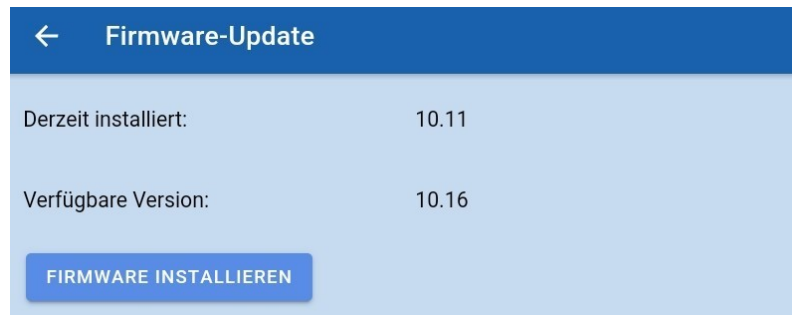 Firmware-Update
Derzeit installiert: 10.11
Verfügbare Version: 10.16
FIRMWARE INSTALLIEREN